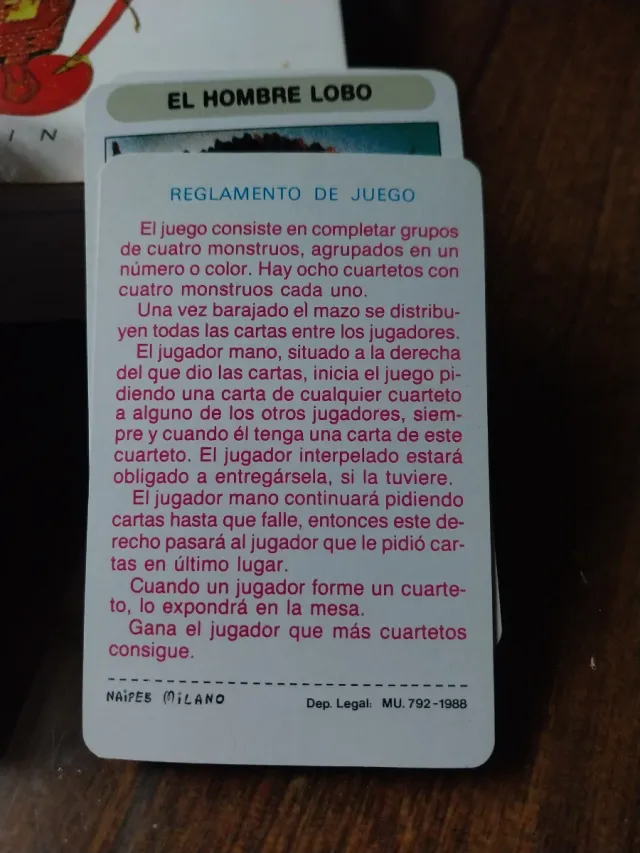 IN
EL HOMBRE LOBO
REGLAMENTO DE JUEGO
El juego consiste en completar grupos
de cuatro monstruos, agrupados en un
número o color. Hay ocho cuartetos con
cuatro monstruos cada uno.
Una vez barajado el mazo se distribu-
yen todas las cartas entre los jugadores.
El jugador mano, situado a la derecha
del que dio las cartas, inicia el juego pi-
diendo una carta de cualquier cuarteto
a alguno de los otros jugadores, siem-
pre y cuando él tenga una carta de este
cuarteto. El jugador interpelado estará
obligado a entregársela, si la tuviere.
El jugador mano continuará pidiendo
cartas hasta que falle, entonces este de-
recho pasará al jugador que le pidió car-
tas en último lugar.
Cuando un jugador forme un cuarte-
to, lo expondrá en la mesa.
Gana el jugador que más cuartetos
consigue.
NAIPES MILANO
Dep. Legal: MU. 792-1988